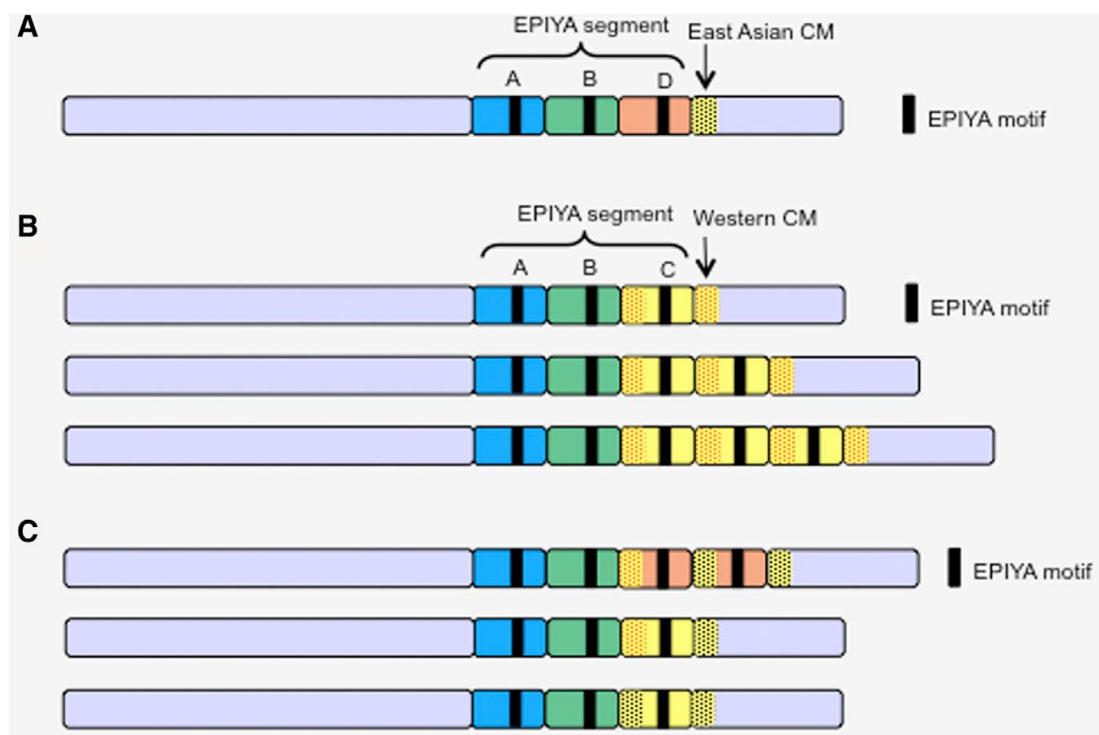 A
EPIYA segment
East Asian CM
A B D
EPIYA motif
B
EPIYA segment
Western CM
A B C
EPIYA motif
C
EPIYA motif